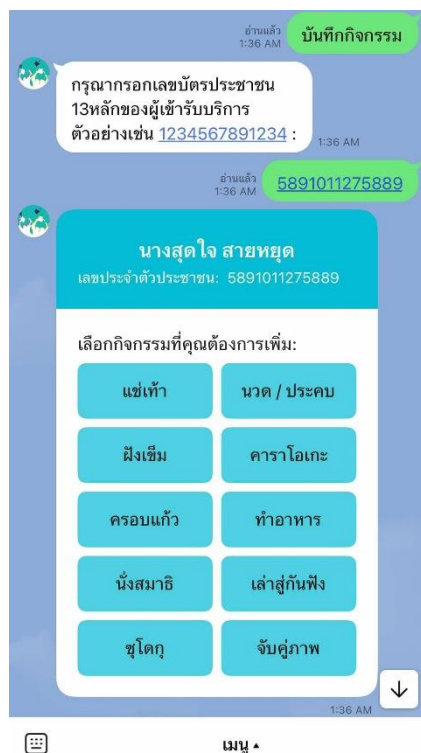 อ่านแล้ว
1:36 AM
บันทึกกิจกรรม
กรุณากรอกเลขบัตรประชาชน
13หลักของผู้เข้ารับบริการ
ตัวอย่างเช่น 1234567891234 :
1:36 AM
อ่านแล้ว
1:36 AM
5891011275889
นางสุดใจ สายหยุด
เลขประจำตัวประชาชน: 5891011275889
เลือกกิจกรรมที่คุณต้องการเพิ่ม:
แช่เท้า
นวด / ประคบ
ฝังเข็ม
คาราโอเกะ
ครอบแก้ว
ทำอาหาร
นั่งสมาธิ
เล่าสู่กันฟัง
ซูโดกุ
จับคู่ภาพ
1:36 AM
เมนู